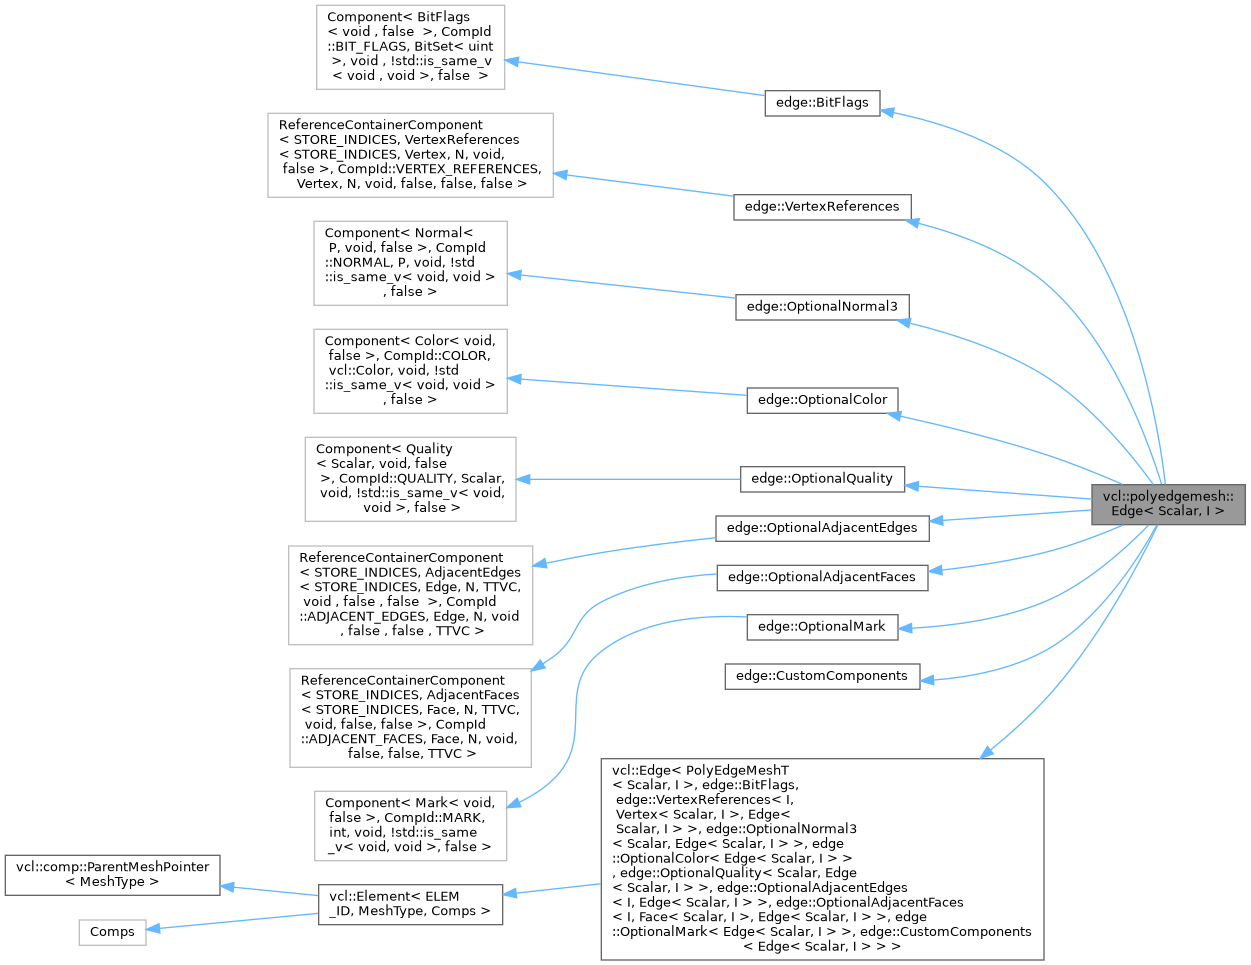 Component< BitFlags
< void , false  >, CompId
::BIT_FLAGS, BitSet< uint
 >, void , !std::is_same_v
< void , void >, false  >
edge::BitFlags
ReferenceContainerComponent
< STORE_INDICES, VertexReferences
< STORE_INDICES, Vertex, N, void,
 false >, CompId::VERTEX_REFERENCES,
 Vertex, N, void, false, false, false >
edge::VertexReferences
Component< Normal<
 P, void, false >, CompId
::NORMAL, P, void, !std
::is_same_v< void, void >
, false >
edge::OptionalNormal3
Component< Color< void,
 false >, CompId::COLOR,
 vcl::Color, void, !std
::is_same_v< void, void >
, false >
edge::OptionalColor
Component< Quality
< Scalar, void, false
 >, CompId::QUALITY, Scalar,
 void, !std::is_same_v< void,
 void >, false >
edge::OptionalQuality
vcl::polyedgemesh::
Edge< Scalar, I >
edge::OptionalAdjacentEdges
ReferenceContainerComponent
< STORE_INDICES, AdjacentEdges
< STORE_INDICES, Edge, N, TTVC,
 void , false , false  >, CompId
::ADJACENT_EDGES, Edge, N, void
, false , false , TTVC >
edge::OptionalAdjacentFaces
edge::OptionalMark
edge::CustomComponents
ReferenceContainerComponent
< STORE_INDICES, AdjacentFaces
< STORE_INDICES, Face, N, TTVC,
 void, false, false >, CompId
::ADJACENT_FACES, Face, N, void,
 false, false, TTVC >
Component< Mark< void,
 false >, CompId::MARK,
 int, void, !std::is_same
_v< void, void >, false >
vcl::Edge< PolyEdgeMeshT
< Scalar, I >, edge::BitFlags,
 edge::VertexReferences< I,
 Vertex< Scalar, I >, Edge<
 Scalar, I > >, edge::OptionalNormal3
< Scalar, Edge< Scalar, I > >, edge
::OptionalColor< Edge< Scalar, I > >
, edge::OptionalQuality< Scalar, Edge
< Scalar, I > >, edge::OptionalAdjacentEdges
< I, Edge< Scalar, I > >, edge::OptionalAdjacentFaces
< I, Face< Scalar, I >, Edge< Scalar, I > >, edge
::OptionalMark< Edge< Scalar, I > >, edge::CustomComponents
< Edge< Scalar, I > > >
vcl::comp::ParentMeshPointer
< MeshType >
vcl::Element< ELEM
_ID, MeshType, Comps >
Comps